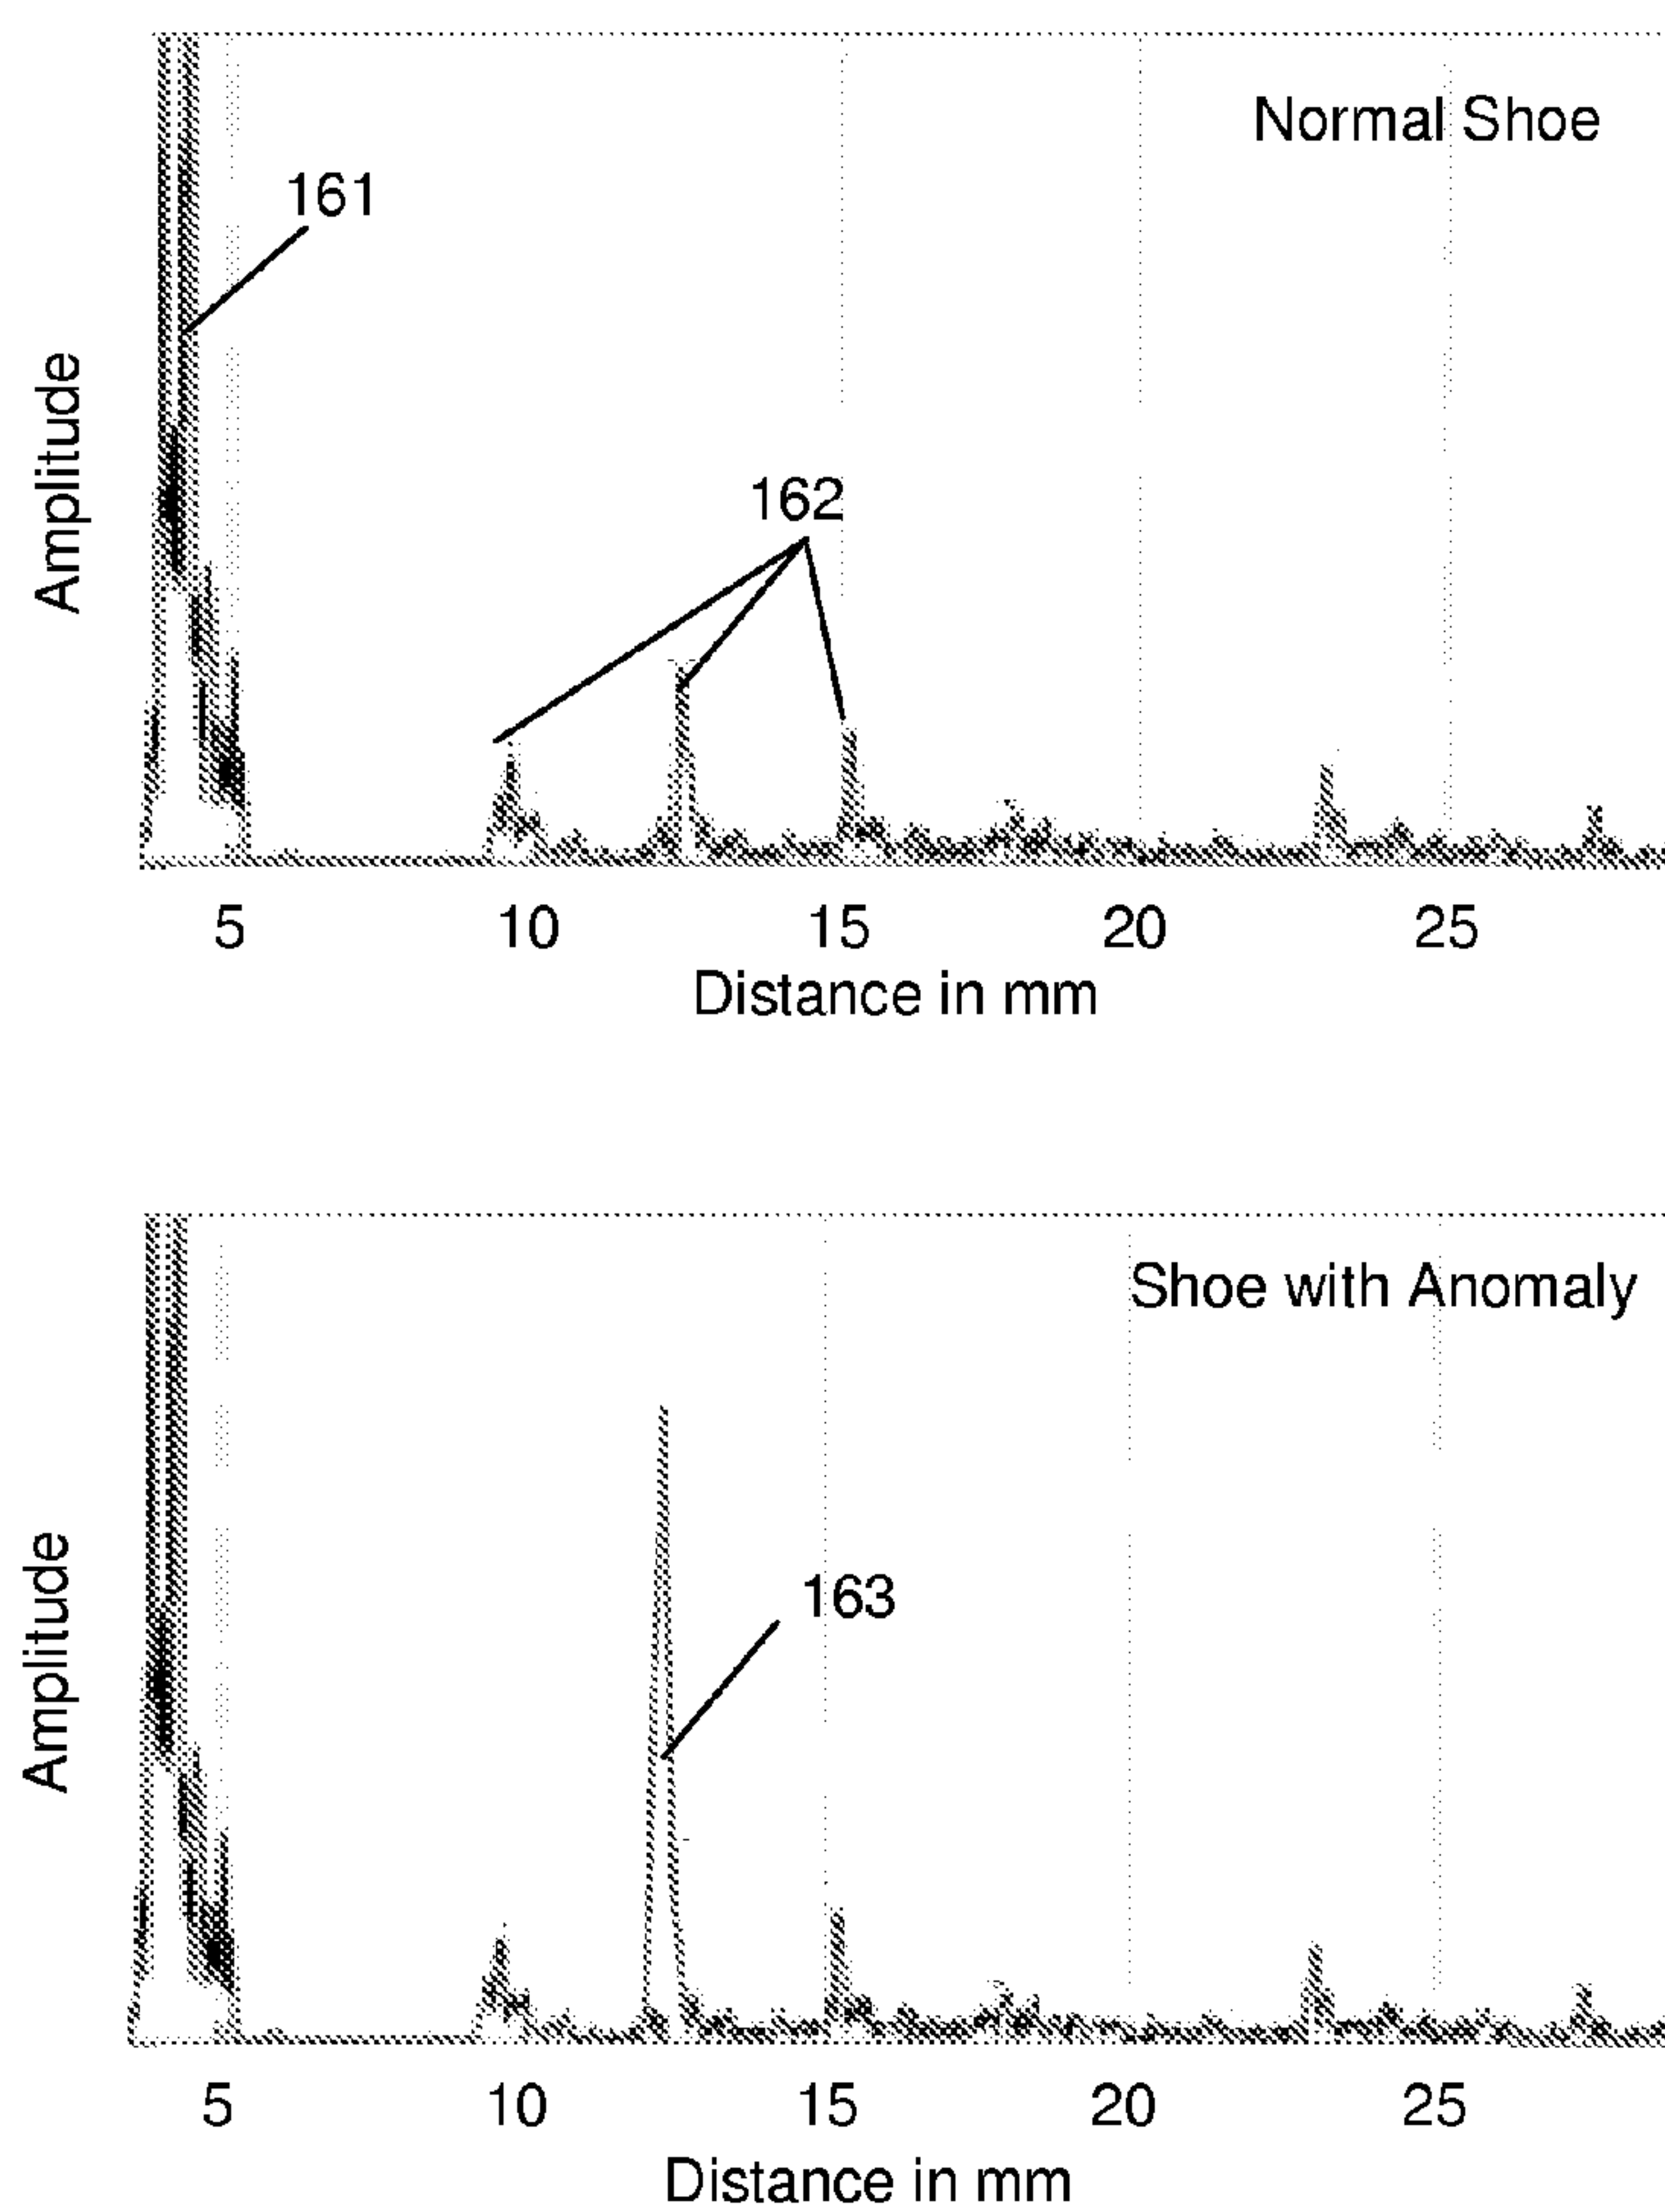 Normal Shoe
161
162
Amplitude
5 10 15 20 25
Distance in mm
Shoe with Anomaly
163
Amplitude
5 10 15 20 25
Distance in mm